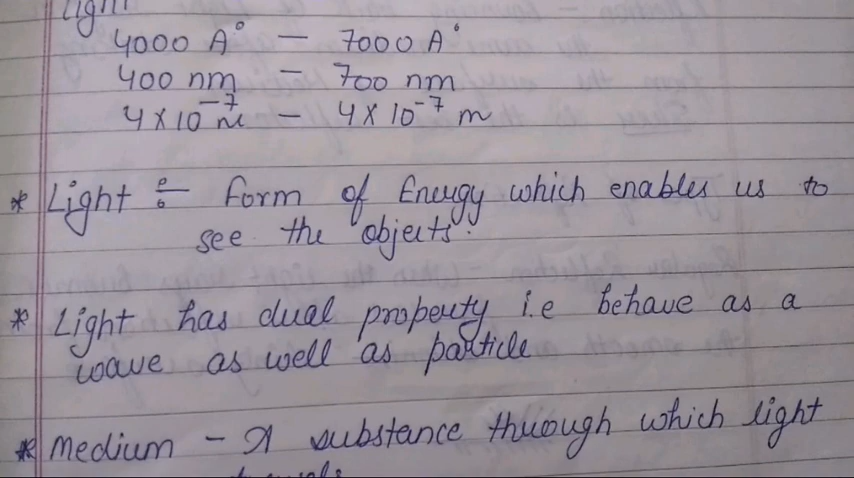 Light
4000 A° - 7000 A°
400 nm - 700 nm
4 X 10⁻⁷ m - 4 X 10⁻⁷ m
* Light :- form of Energy which enables us to
see the objects.
* Light has dual property i.e behave as a
wave as well as particle
* Medium - A substance through which light